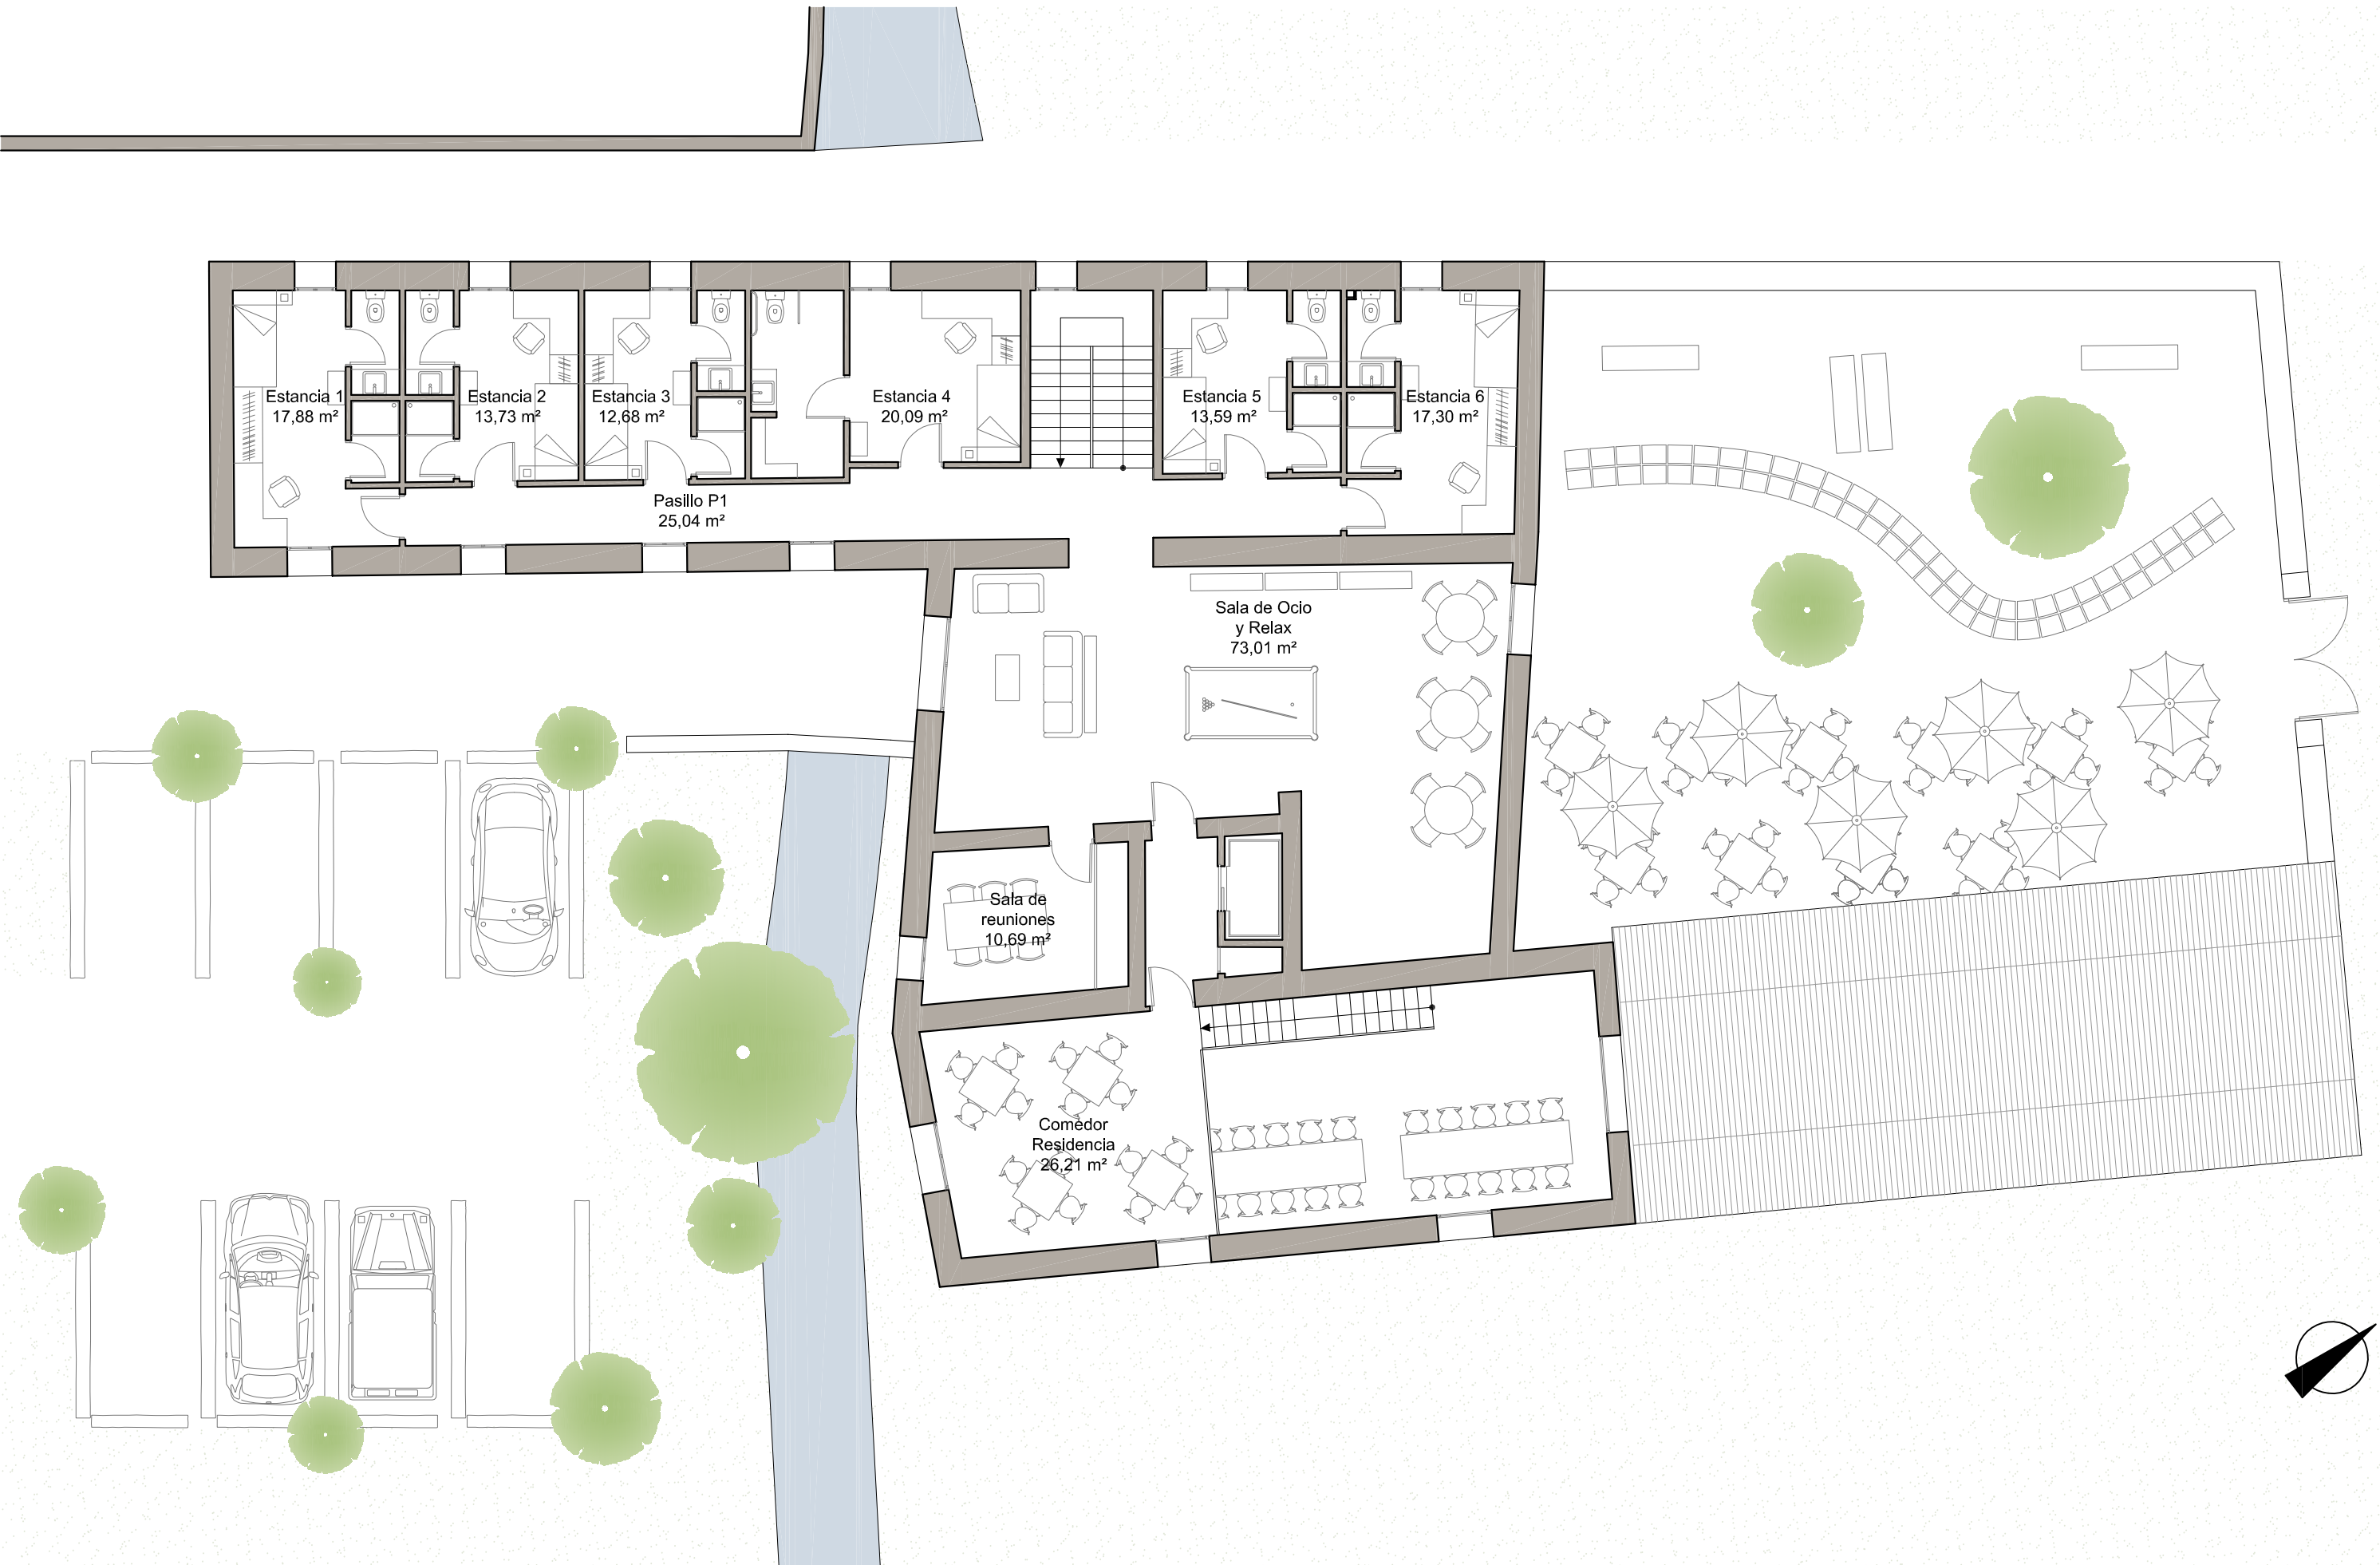 Estancia 1
17,88 m²
Estancia 2
13,73 m²
Estancia 3
12,68 m²
Estancia 4
20,09 m²
Estancia 5
13,59 m²
Estancia 6
17,30 m²
Pasillo P1
25,04 m²
Sala de Ocio
y Relax
73,01 m²
Sala de
reuniones
10,69 m²
Comedor
Residencia
26,21 m²